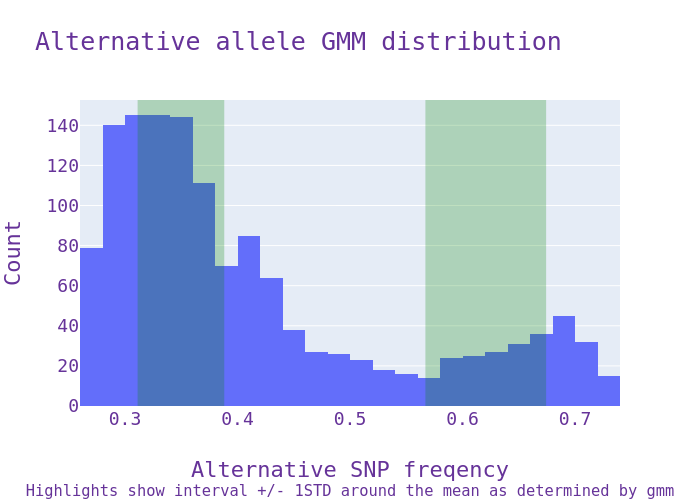 Alternative allele GMM distribution
140
120
100
80
60
40
20
0
Count
0.3 0.4 0.5 0.6 0.7
Alternative SNP freqency
Highlights show interval +/- 1STD around the mean as determined by gmm